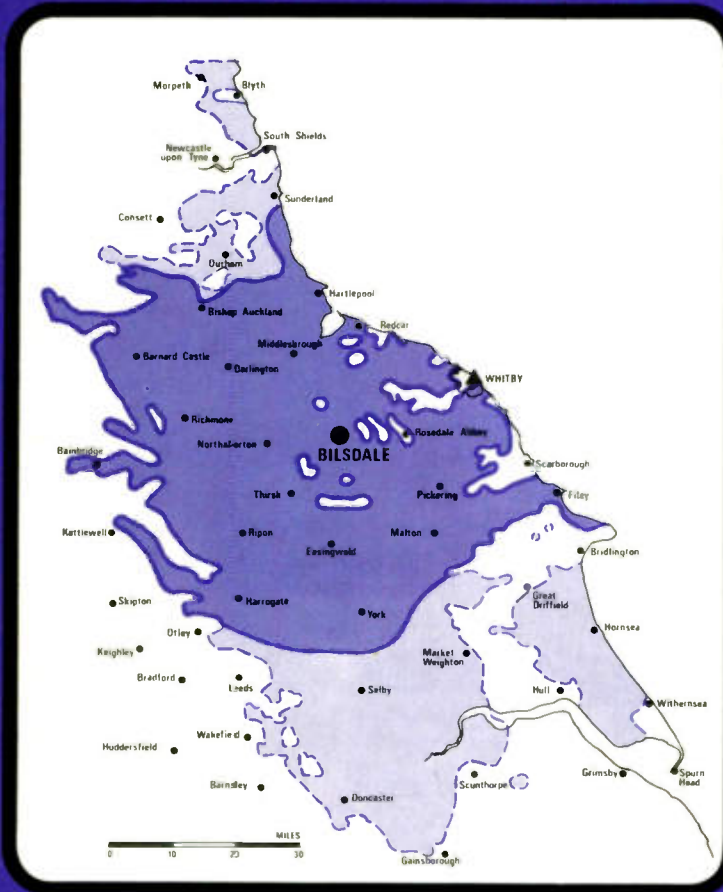 Morpeth
Blyth
South Shields
Newcastle
upon Tyne
Sunderland
Consett
Durham
Hartlepool
Bishop Auckland
Redcar
Middlesbrough
Barnard Castle
Darlington
WHITBY
Richmond
Rosedale Abbey
Northallerton
BILSDALE
Bainbridge
Scarborough
Thirsk
Pickering
Filey
Kettlewell
Ripon
Malton
Easingwold
Bridlington
Skipton
Harrogate
York
Great
Driffield
Otley
Hornsea
Keighley
Market
Weighton
Bradford
Leeds
Selby
Hull
Withernsea
Wakefield
Huddersfield
Barnsley
Doncaster
Scunthorpe
Grimsby
Spurn
Head
MILES
0 10 20 30
Gainsborough